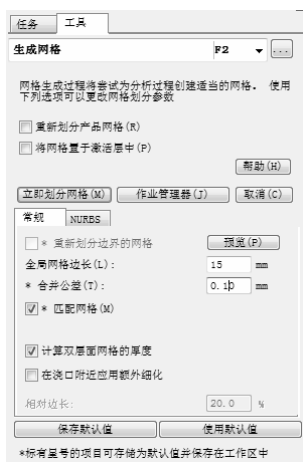 任务 工具
生成网格 F2 ...
网格生成过程将尝试为分析过程创建适当的网格。 使用
下列选项可以更改网格划分参数
重新划分产品网格(R)
将网格置于激活层中(P)
帮助(H)
立即划分网格(M) 作业管理器(J) 取消(C)
常规 NURBS
* 重新划分边界的网格 预览(P)
全局网格边长(L): 15 mm
* 合并公差(T): 0.1 mm
* 匹配网格(M)
计算双层面网格的厚度
在浇口附近应用额外细化
相对边长: 20.0 %
保存默认值 使用默认值
*标有星号的项目可存储为默认值并保存在工作区中